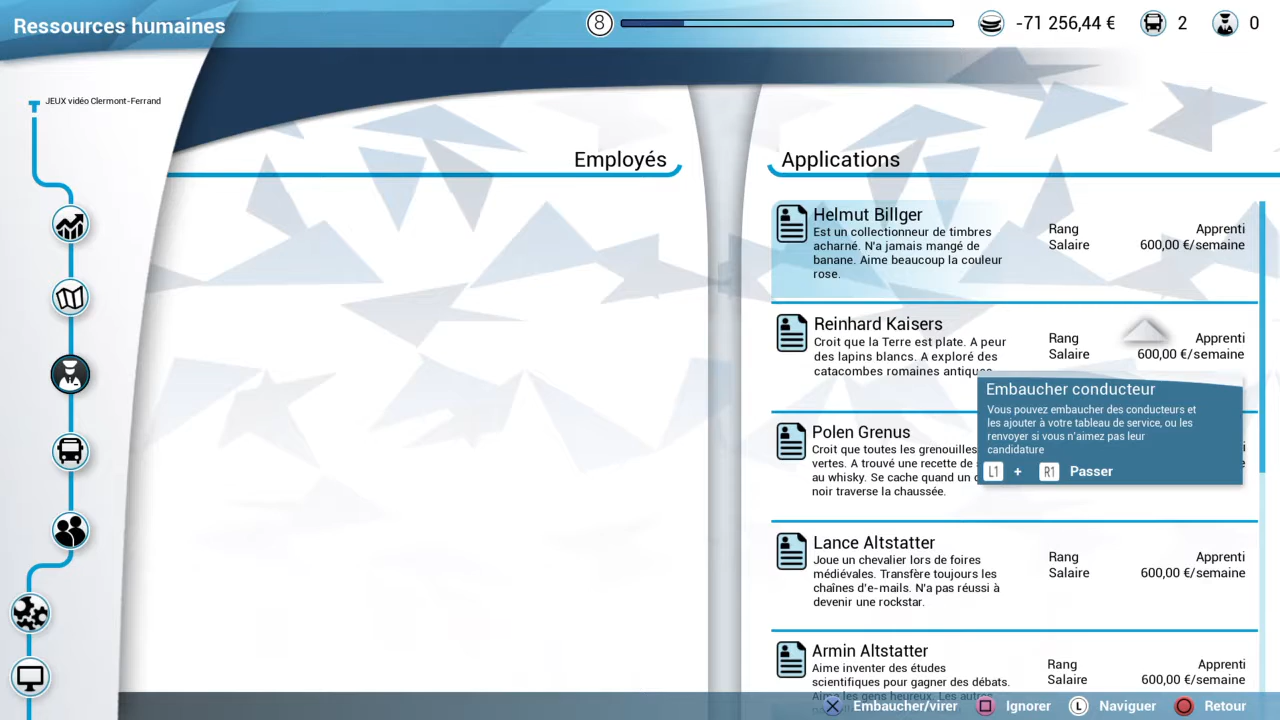 Ressources humaines
8
-71 256,44 €
2
0
JEUX vidéo Clermont-Ferrand
Employés
Applications
Helmut Billger
Est un collectionneur de timbres
acharné. N'a jamais mangé de
banane. Aime beaucoup la couleur
rose.
Rang Apprenti
Salaire 600,00 €/semaine
Reinhard Kaisers
Croit que la Terre est plate. A peur
des lapins blancs. A exploré des
catacombes romaines antiques.
Rang Apprenti
Salaire 600,00 €/semaine
Embaucher conducteur
Vous pouvez embaucher des conducteurs et
les ajouter à votre tableau de service, ou les
renvoyer si vous n'aimez pas leur
candidature
L1 + R1 Passer
Polen Grenus
Croit que toutes les grenouilles
vertes. A trouvé une recette de
au whisky. Se cache quand un
noir traverse la chaussée.
Lance Altstatter
Joue un chevalier lors de foires
médiévales. Transfère toujours les
chaînes d'e-mails. N'a pas réussi à
devenir une rockstar.
Rang Apprenti
Salaire 600,00 €/semaine
Armin Altstatter
Aime inventer des études
scientifiques pour gagner des débats.
Aime les gens heureux. Les autres
Rang Apprenti
Salaire 600,00 €/semaine
Embaucher/virer
Ignorer
L Naviguer
Retour